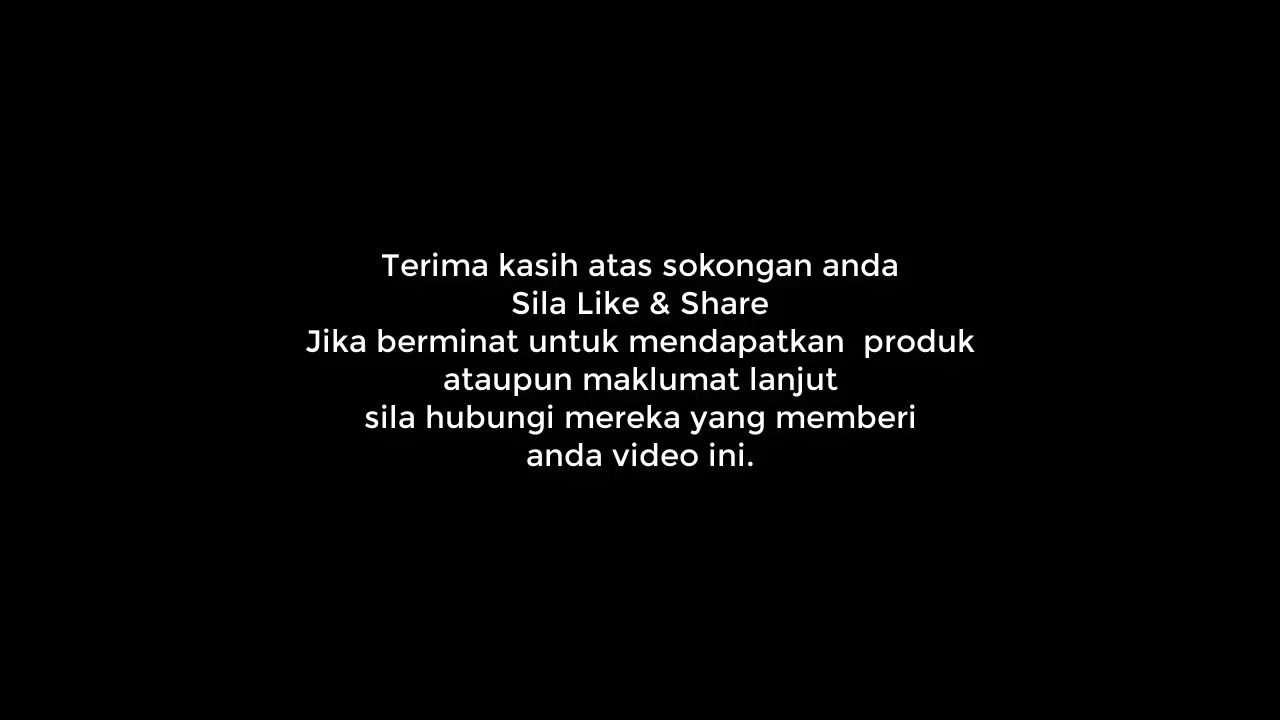 Terima kasih atas sokongan anda
Sila Like & Share
Jika berminat untuk mendapatkan  produk
ataupun maklumat lanjut
sila hubungi mereka yang memberi
anda video ini.